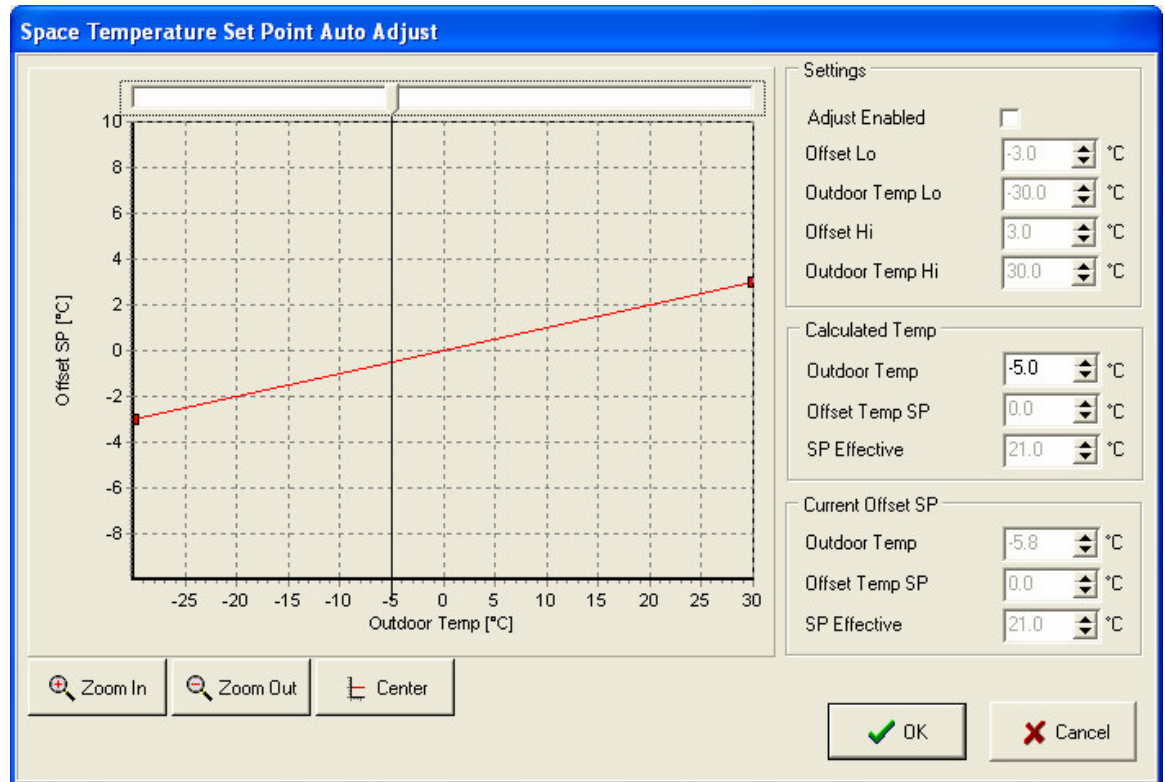 Space Temperature Set Point Auto Adjust
10
8
6
4
2
0
-2
-4
-6
-8
Offset SP [°C]
-25 -20 -15 -10 -5 0 5 10 15 20 25 30
Outdoor Temp [°C]
Zoom In Zoom Out Center
Settings
Adjust Enabled
Offset Lo -3.0 °C
Outdoor Temp Lo -30.0 °C
Offset Hi 3.0 °C
Outdoor Temp Hi 30.0 °C
Calculated Temp
Outdoor Temp -5.0 °C
Offset Temp SP 0.0 °C
SP Effective 21.0 °C
Current Offset SP
Outdoor Temp -5.8 °C
Offset Temp SP 0.0 °C
SP Effective 21.0 °C
OK Cancel